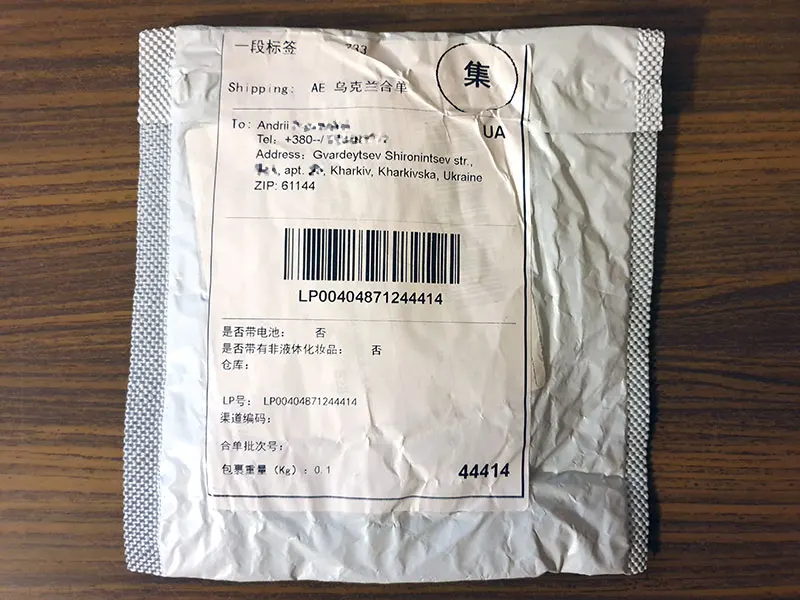 一段标签 733
集
Shipping: AE 乌克兰合单
To: Andrii
UA
Tel: +380--/
Address: Gvardeytsev Shironintsev str.,
, apt. , Kharkiv, Kharkivska, Ukraine
ZIP: 61144
LP00404871244414
是否带电池: 否
是否带有非液体化妆品: 否
仓库:
LP号: LP00404871244414
渠道编码:
合单批次号:
包裹重量 (Kg): 0.1
44414